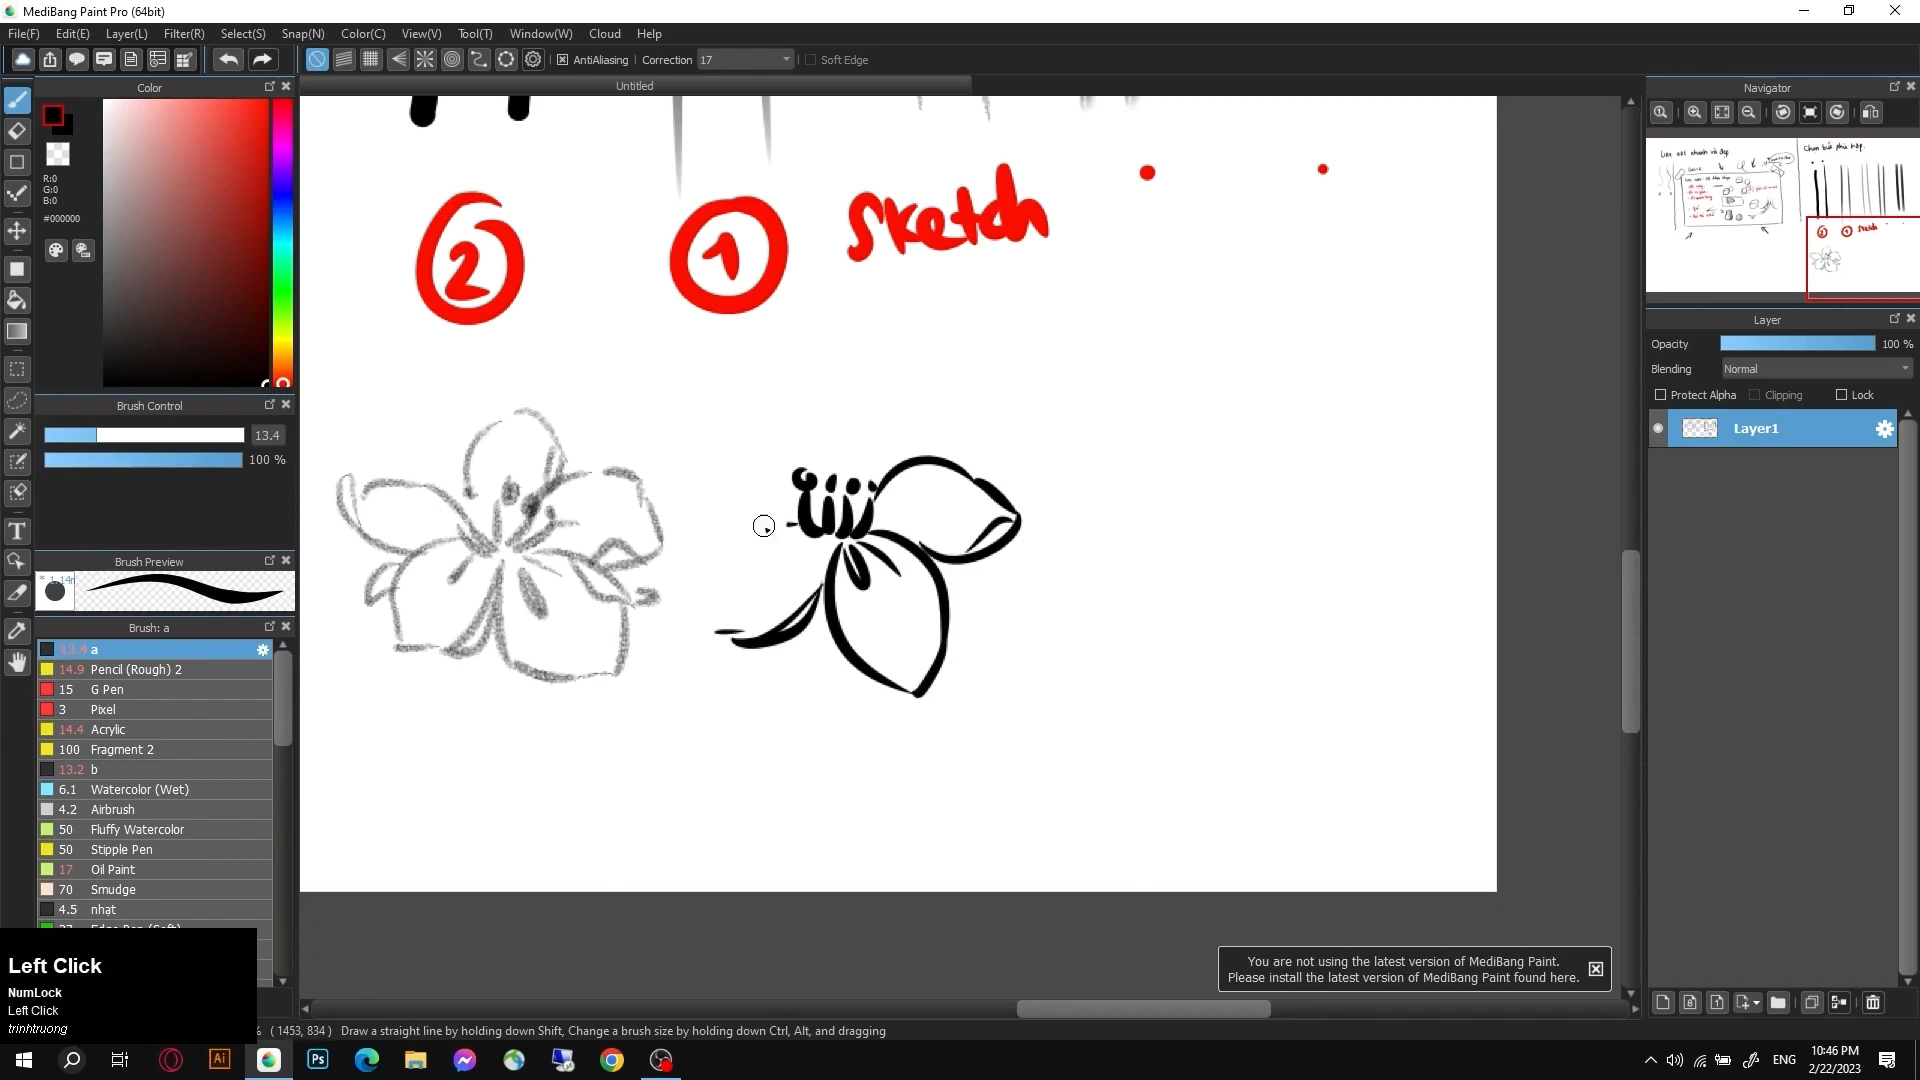 MediBang Paint Pro (64bit)
File(F) Edit(E) Layer(L) Filter(R) Select(S) Snap(N) Color(C) View(V) Tool(T) Window(W) Cloud Help
AntiAliasing Correction 17 Soft Edge
Color
R:0
G:0
B:0
#000000
Brush Control
13.4
100 %
Brush Preview
Brush: a
13.4 a
14.9 Pencil (Rough) 2
15 G Pen
3 Pixel
14.4 Acrylic
100 Fragment 2
13.2 b
6.1 Watercolor (Wet)
4.2 Airbrush
50 Fluffy Watercolor
50 Stipple Pen
17 Oil Paint
70 Smudge
4.5 nhạt
Left Click
NumLock
Left Click
trinhtruong
Untitled
2 1 Sketch
You are not using the latest version of MediBang Paint.
Please install the latest version of MediBang Paint found here.
% ( 1453, 834 ) Draw a straight line by holding down Shift, Change a brush size by holding down Ctrl, Alt, and dragging
Navigator
2 1 Sketch
Layer
Opacity 100 %
Blending Normal
Protect Alpha Clipping Lock
Layer1
Ai Ps
ENG
10:46 PM
2/22/2023